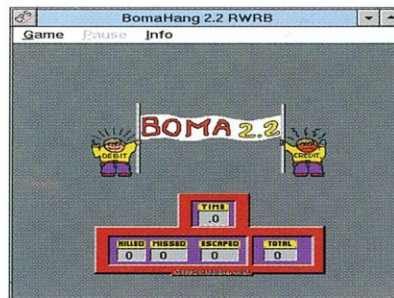 BomaHang 2.2 RWRB
Game Pause Info
BOMA 2.2
DEBIT
CREDIT
TIME
.0
KILLED MISSED ESCAPED TOTAL
0 0 0 0